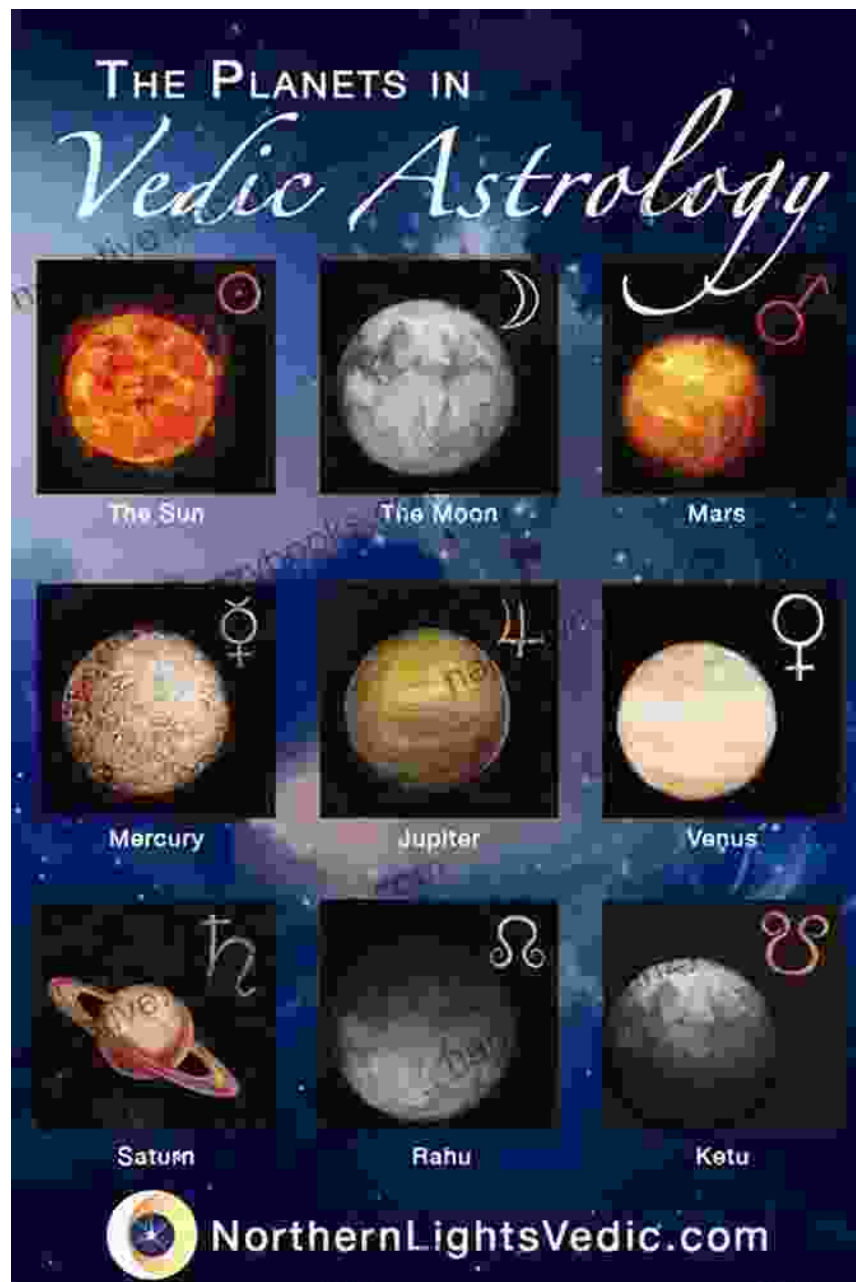 THE PLANETS IN
Vedic Astrology
The Sun
The Moon
Mars
Mercury
Jupiter
Venus
Saturn
Rahu
Ketu
NorthernLightsVedic.com